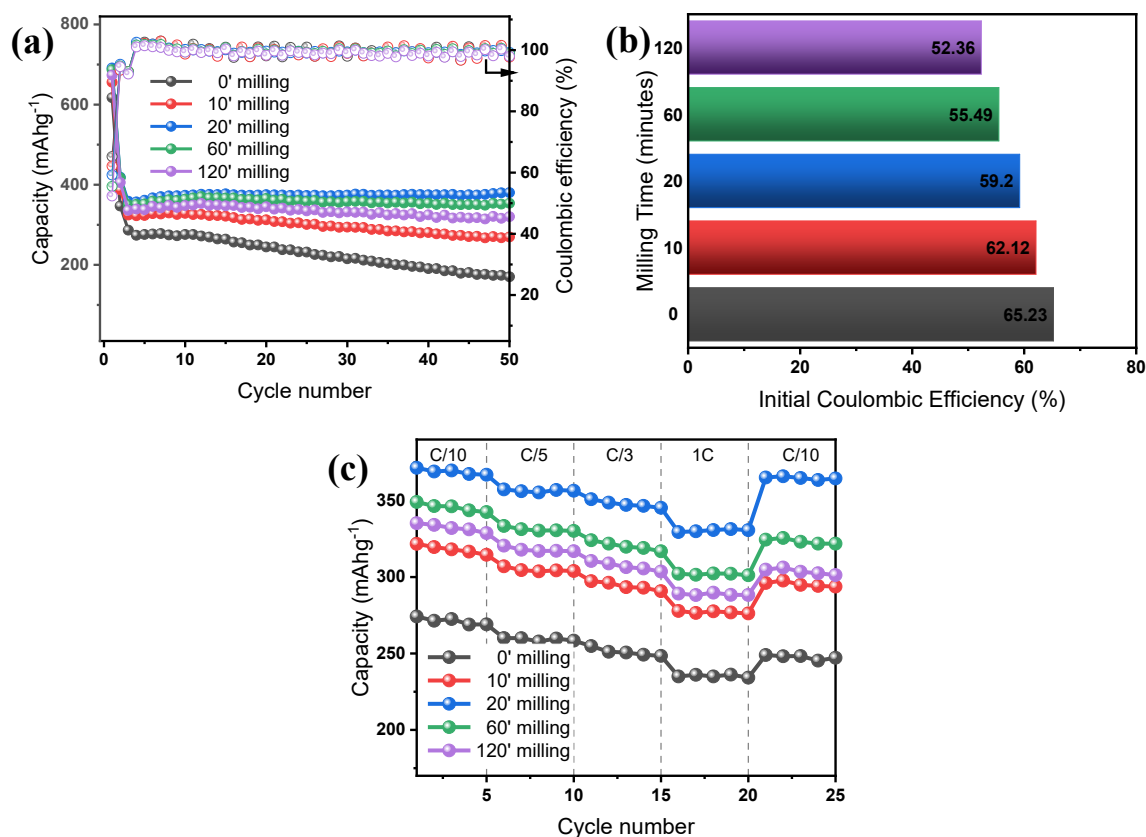 (a)
800
600
400
200
Capacity (mAhg⁻¹)
0' milling
10' milling
20' milling
60' milling
120' milling
100
80
60
40
20
Coulombic efficiency (%)
0 10 20 30 40 50
Cycle number
(b)
Milling Time (minutes)
120 52.36
60 55.49
20 59.2
10 62.12
0 65.23
0 20 40 60 80
Initial Coulombic Efficiency (%)
(c)
C/10 C/5 C/3 1C C/10
350
300
250
200
Capacity (mAhg⁻¹)
0' milling
10' milling
20' milling
60' milling
120' milling
5 10 15 20 25
Cycle number